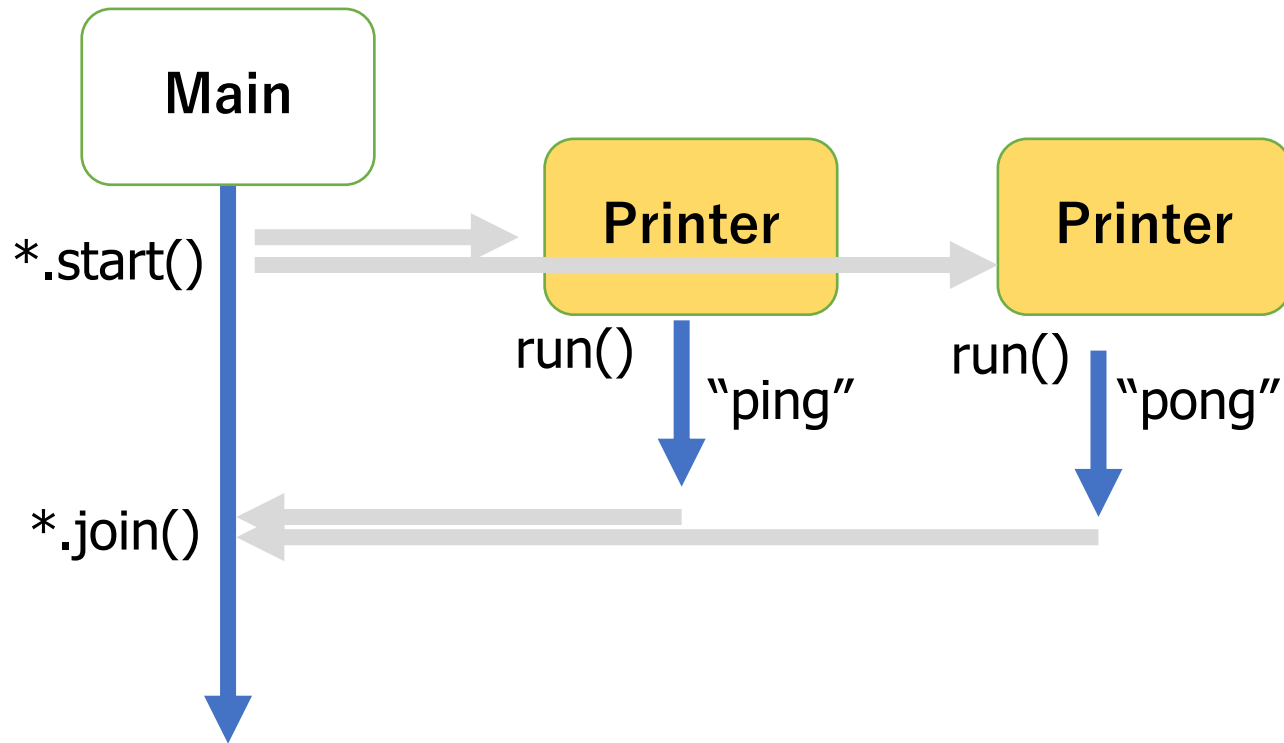 Main
Printer
Printer
*.start()
run()
run()
“ping”
“pong”
*.join()